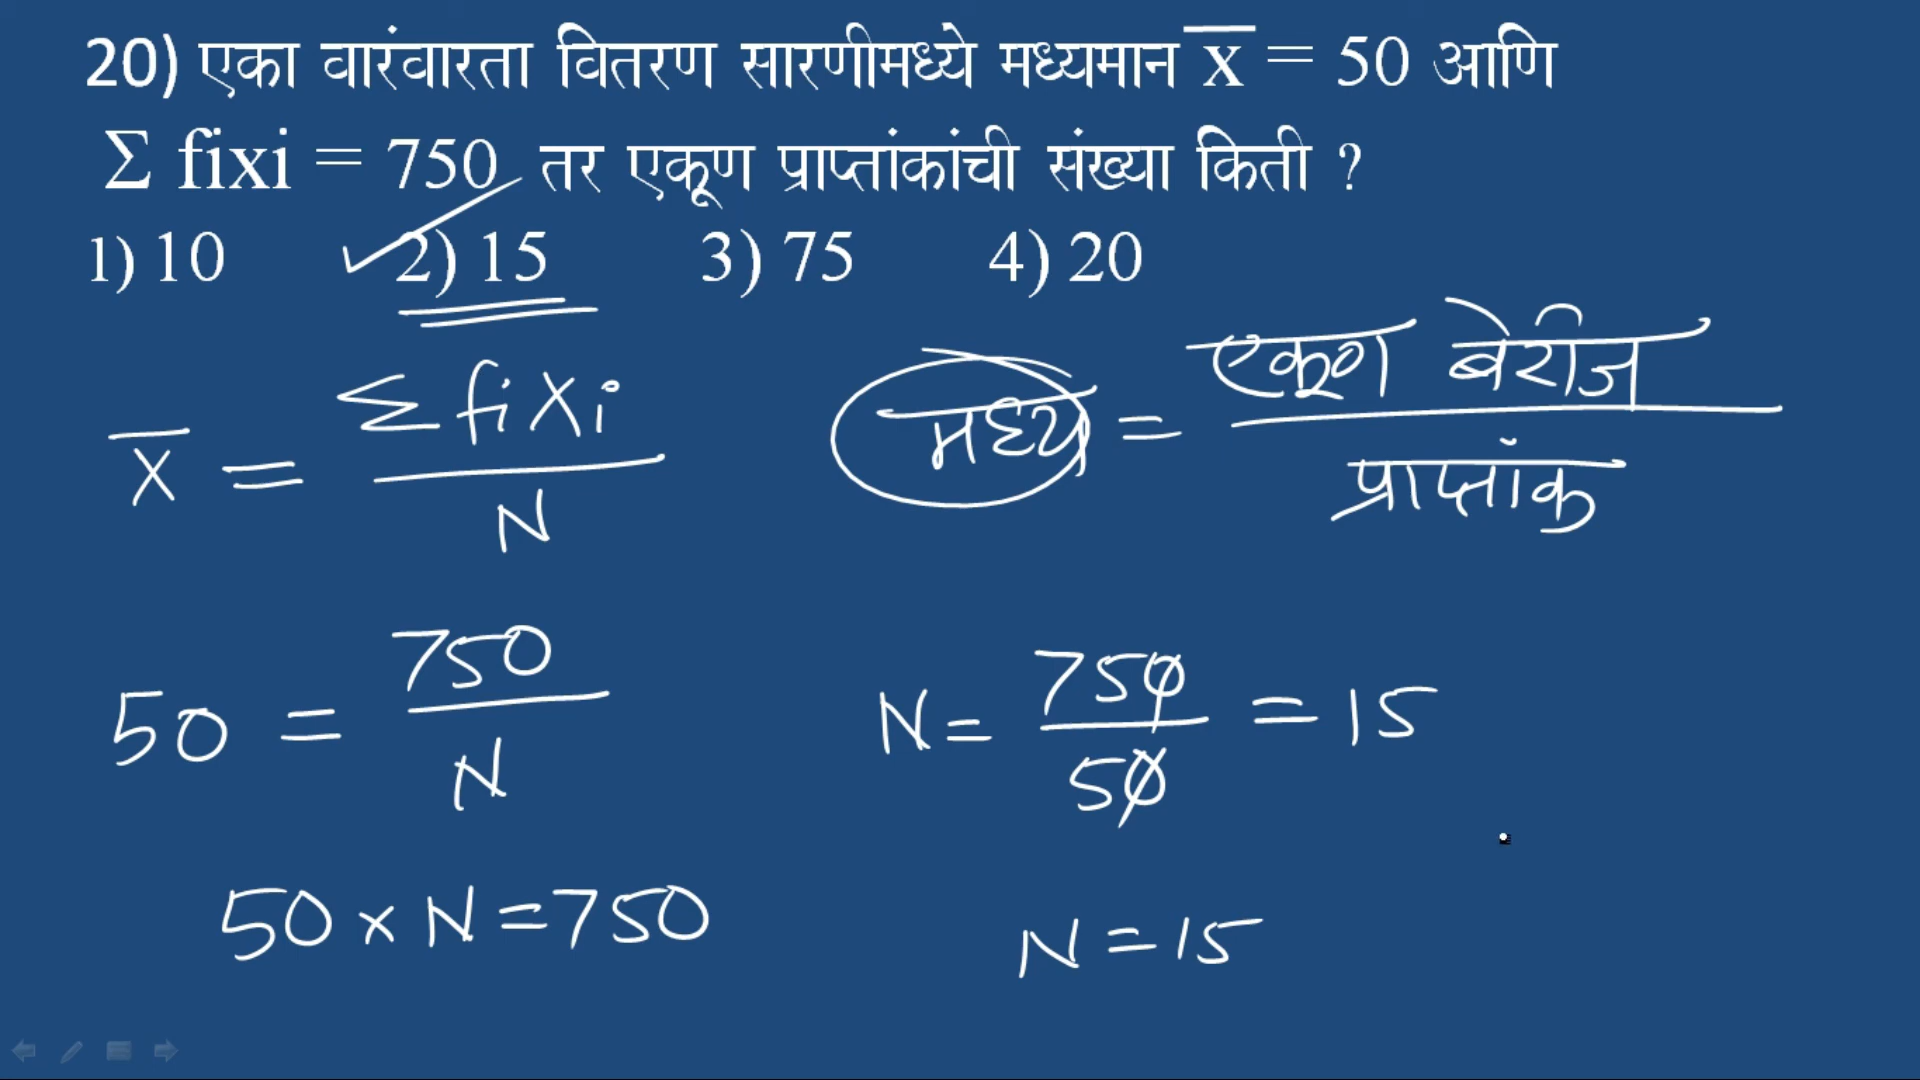 20) एका वारंवारता वितरण सारणीमध्ये मध्यमान x̅ = 50 आणि
Σ fixi = 750 तर एकूण प्राप्तांकांची संख्या किती ?
1) 10 2) 15 3) 75 4) 20
x̅ = Σfixi / N
मध्य = एकूण बेरीज / प्राप्तांक
50 = 750 / N
N = 750 / 50 = 15
50 × N = 750
N = 15